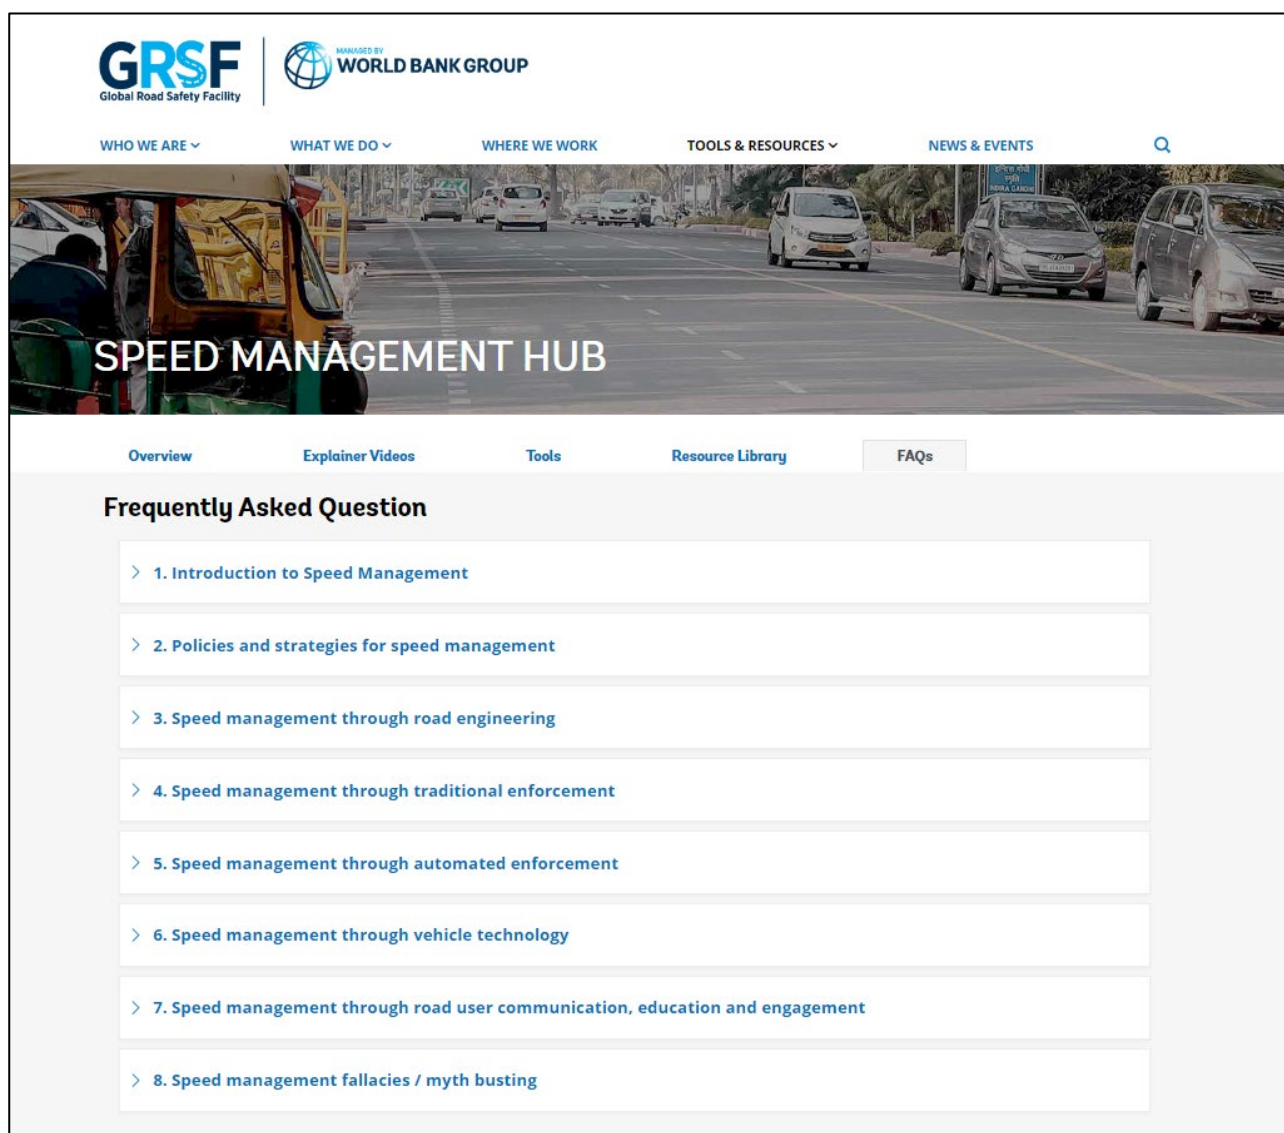 GRSF
Global Road Safety Facility
MANAGED BY
WORLD BANK GROUP
WHO WE ARE
WHAT WE DO
WHERE WE WORK
TOOLS & RESOURCES
NEWS & EVENTS
INDIRA GANDHI
SPEED MANAGEMENT HUB
Overview
Explainer Videos
Tools
Resource Library
FAQs
Frequently Asked Question
1. Introduction to Speed Management
2. Policies and strategies for speed management
3. Speed management through road engineering
4. Speed management through traditional enforcement
5. Speed management through automated enforcement
6. Speed management through vehicle technology
7. Speed management through road user communication, education and engagement
8. Speed management fallacies / myth busting